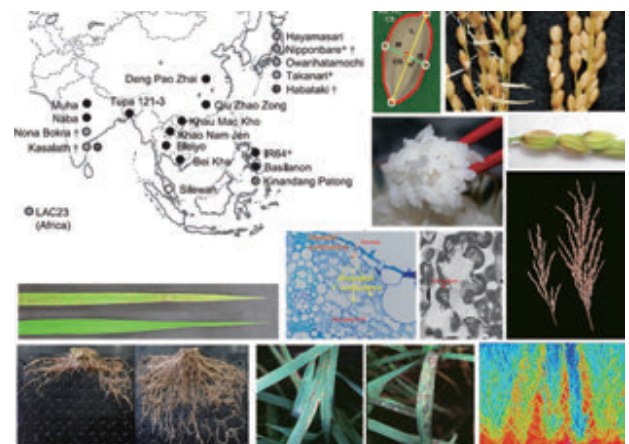 Hayamasari
Nipponbare* †
Owarihatamochi
Takanari*
Habataki †
Deng Pao Zhai
Qiu Zhao Zong
Tupa 121-3
Muha
Naba
Nona Bokra †
Kasalath †
Khau Mac Kho
Khao Nam Jen
Bleiyo
Bei Khe
IR64*
Basilanon
Kinandang Patong
Silewah
LAC23
(Africa)